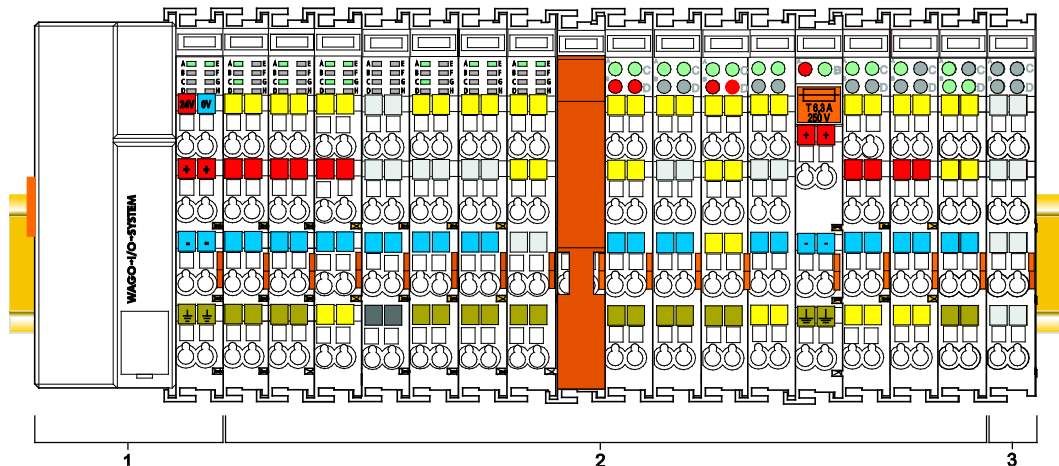 A E A E A E A E A E A E A E A E
B F B F B F B F B F B F B F B F
C G C G C G C G C G C G C G C G
D H D H D H D H D H D H D H D H
C C C B C C C C
D D D D D D D
24V 0V
T 6,3 A
250 V
+ +
+ +
- -
- -
WAGO-I/O-SYSTEM
1 2 3